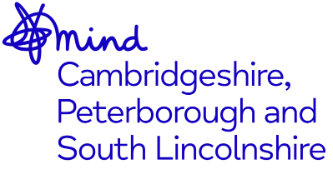 mind
Cambridgeshire,
Peterborough and
South Lincolnshire